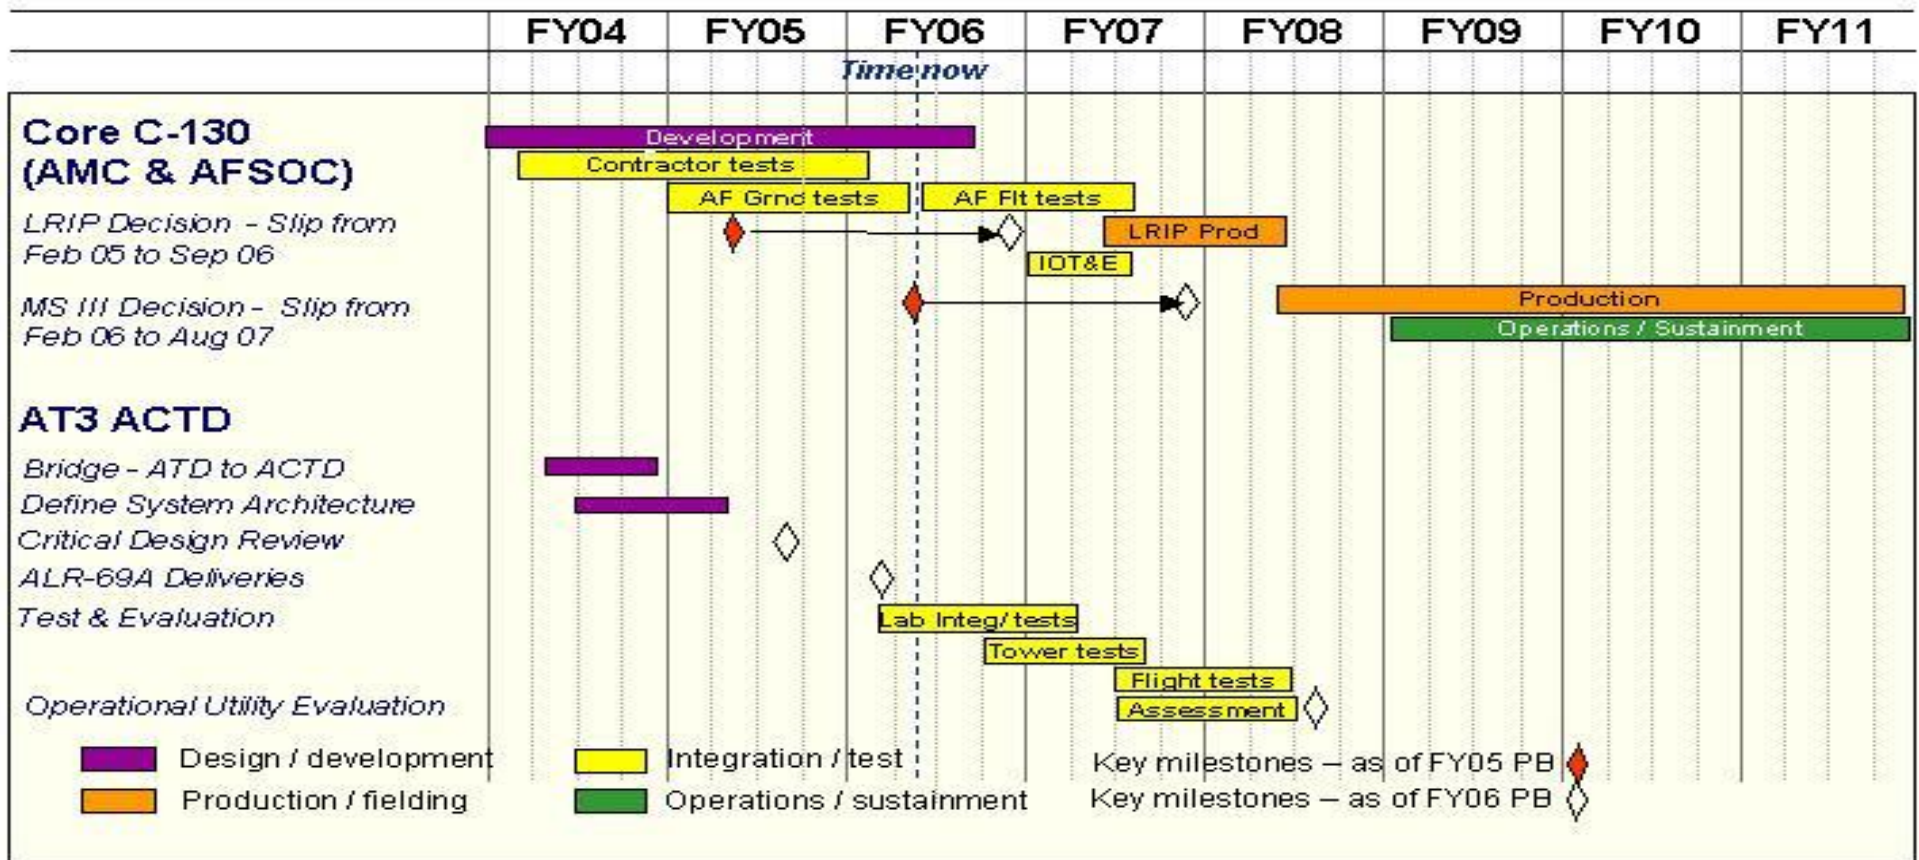 FY04 FY05 FY06 FY07 FY08 FY09 FY10 FY11
Time now
Core C-130
(AMC & AFSOC)
Development
Contractor tests
AF Grnd tests
AF Flt tests
LRIP Decision - Slip from
Feb 05 to Sep 06
LRIP Prod
IOT&E
MS III Decision - Slip from
Feb 06 to Aug 07
Production
Operations / Sustainment
AT3 ACTD
Bridge - ATD to ACTD
Define System Architecture
Critical Design Review
ALR-69A Deliveries
Test & Evaluation
Lab Integ/ tests
Tower tests
Flight tests
Operational Utility Evaluation
Assessment
Design / development
Integration / test
Key milestones – as of FY05 PB
Production / fielding
Operations / sustainment
Key milestones – as of FY06 PB